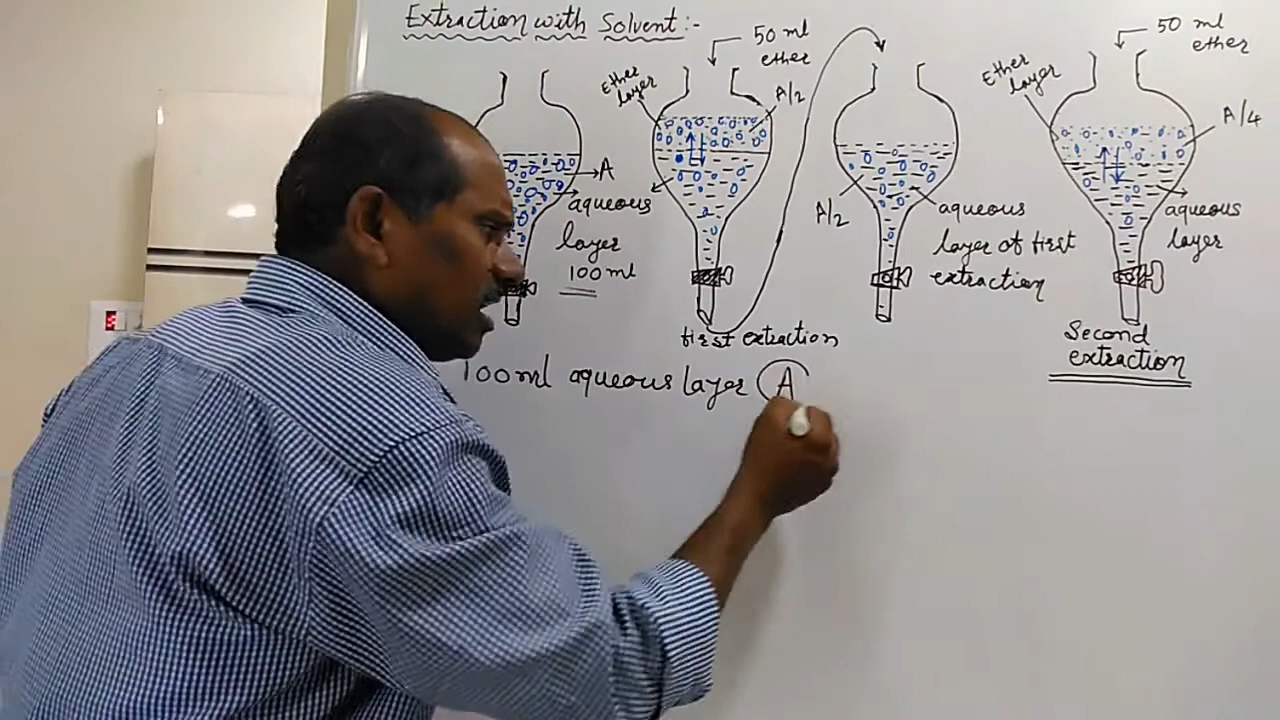 Extraction with Solvent:-
A
aqueous
layer
100 ml
Ether
layer
50 ml
ether
A/2
first extraction
A/2
aqueous
layer of first
extraction
Ether
layer
50 ml
ether
A/4
aqueous
layer
Second
extraction
100 ml aqueous layer A